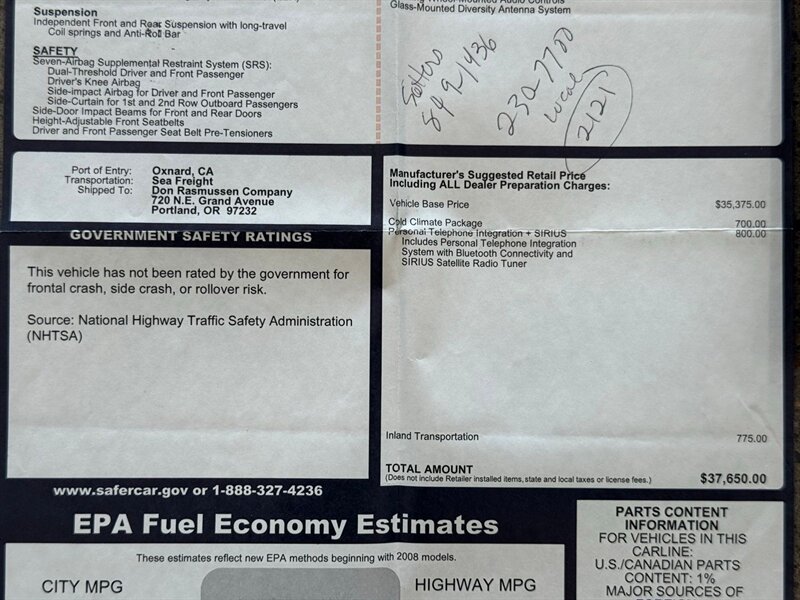 Suspension
Independent Front and Rear Suspension with long-travel
Coil springs and Anti-Roll Bar
SAFETY
Seven-Airbag Supplemental Restraint System (SRS):
Dual-Threshold Driver and Front Passenger
Driver's Knee Airbag
Side-impact Airbag for Driver and Front Passenger
Side-Curtain for 1st and 2nd Row Outboard Passengers
Side-Door Impact Beams for Front and Rear Doors
Height-Adjustable Front Seatbelts
Driver and Front Passenger Seat Belt Pre-Tensioners
Wheel-Mounted Audio Controls
Glass-Mounted Diversity Antenna System
849-1436
230-7700
Local
2121
Port of Entry: Oxnard, CA
Transportation: Sea Freight
Shipped To: Don Rasmussen Company
720 N.E. Grand Avenue
Portland, OR 97232
GOVERNMENT SAFETY RATINGS
This vehicle has not been rated by the government for
frontal crash, side crash, or rollover risk.
Source: National Highway Traffic Safety Administration
(NHTSA)
www.safercar.gov or 1-888-327-4236
Manufacturer's Suggested Retail Price
Including ALL Dealer Preparation Charges:
Vehicle Base Price $35,375.00
Cold Climate Package 700.00
Personal Telephone Integration + SIRIUS 800.00
Includes Personal Telephone Integration
System with Bluetooth Connectivity and
SIRIUS Satellite Radio Tuner
Inland Transportation 775.00
TOTAL AMOUNT
(Does not include Retailer installed items, state and local taxes or license fees.) $37,650.00
EPA Fuel Economy Estimates
These estimates reflect new EPA methods beginning with 2008 models.
CITY MPG
HIGHWAY MPG
PARTS CONTENT
INFORMATION
FOR VEHICLES IN THIS
CARLINE:
U.S./CANADIAN PARTS
CONTENT: 1%
MAJOR SOURCES OF